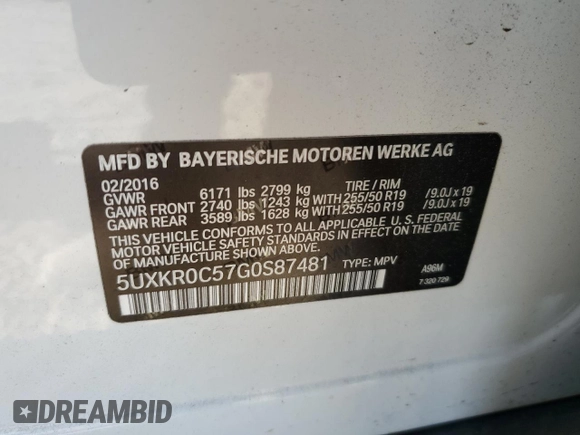 MFD BY BAYERISCHE MOTOREN WERKE AG
02/2016
GVWR 6171 lbs 2799 kg TIRE / RIM
GAWR FRONT 2740 lbs 1243 kg WITH 255/50 R19 /9.0J x 19
GAWR REAR 3589 lbs 1628 kg WITH 255/50 R19 /9.0J x 19
THIS VEHICLE CONFORMS TO ALL APPLICABLE U.S. FEDERAL
MOTOR VEHICLE SAFETY STANDARDS IN EFFECT ON THE DATE
OF MANUFACTURE SHOWN ABOVE.
5UXKR0C57G0S87481 TYPE: MPV
A96M
7 320 729
DREAMBID